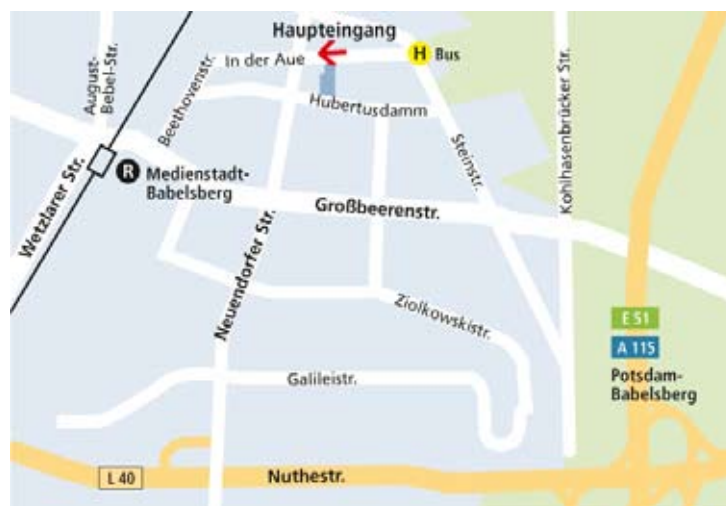 Haupteingang
In der Aue
H Bus
August-
Bebel-Str.
Beethovenstr.
Hubertusdamm
Kohlhasenbrücker Str.
Steinstr.
R Medienstadt-
Babelsberg
Wetzlarer Str.
Großbeerenstr.
Neuendorfer Str.
Ziolkowskistr.
E 51
A 115
Potsdam-
Babelsberg
Galileistr.
L 40
Nuthestr.